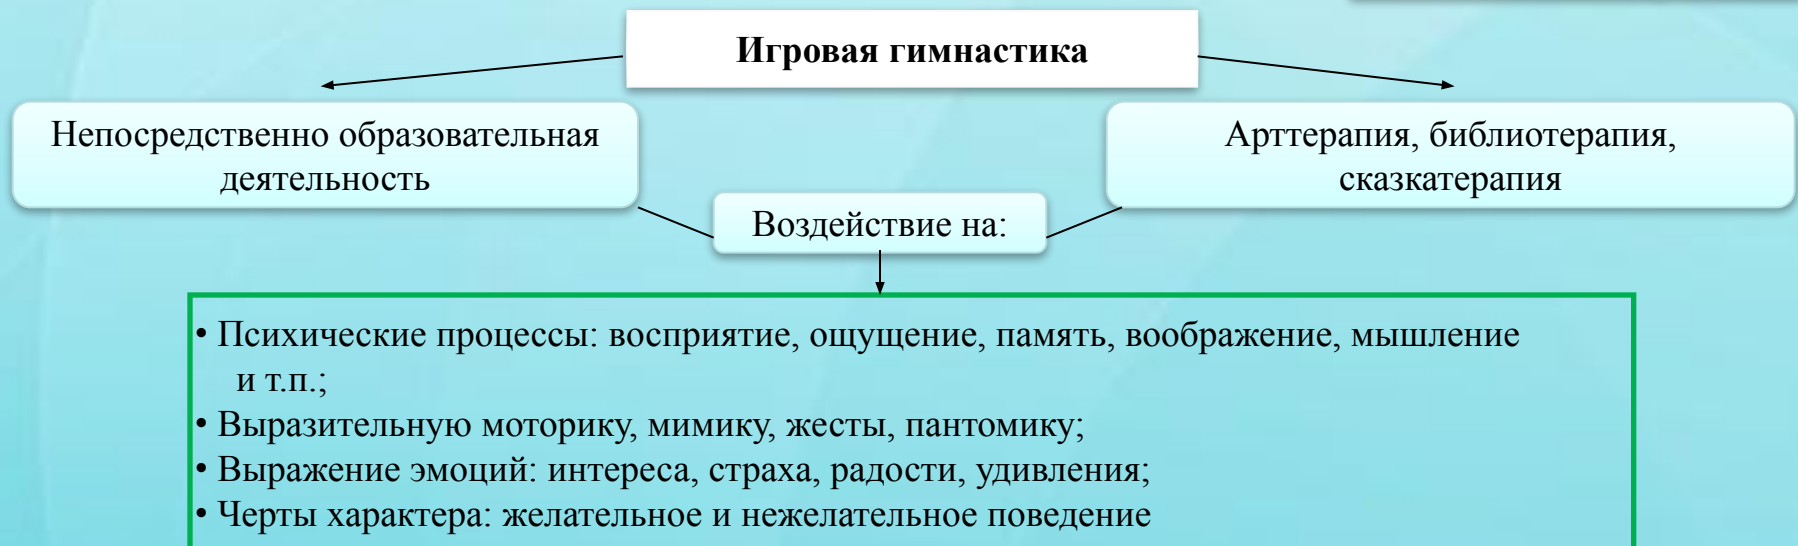 Игровая гимнастика
Непосредственно образовательная
деятельность
Арттерапия, библиотерапия,
сказкатерапия
Воздействие на:
• Психические процессы: восприятие, ощущение, память, воображение, мышление
и т.п.;
• Выразительную моторику, мимику, жесты, пантомику;
• Выражение эмоций: интереса, страха, радости, удивления;
• Черты характера: желательное и нежелательное поведение